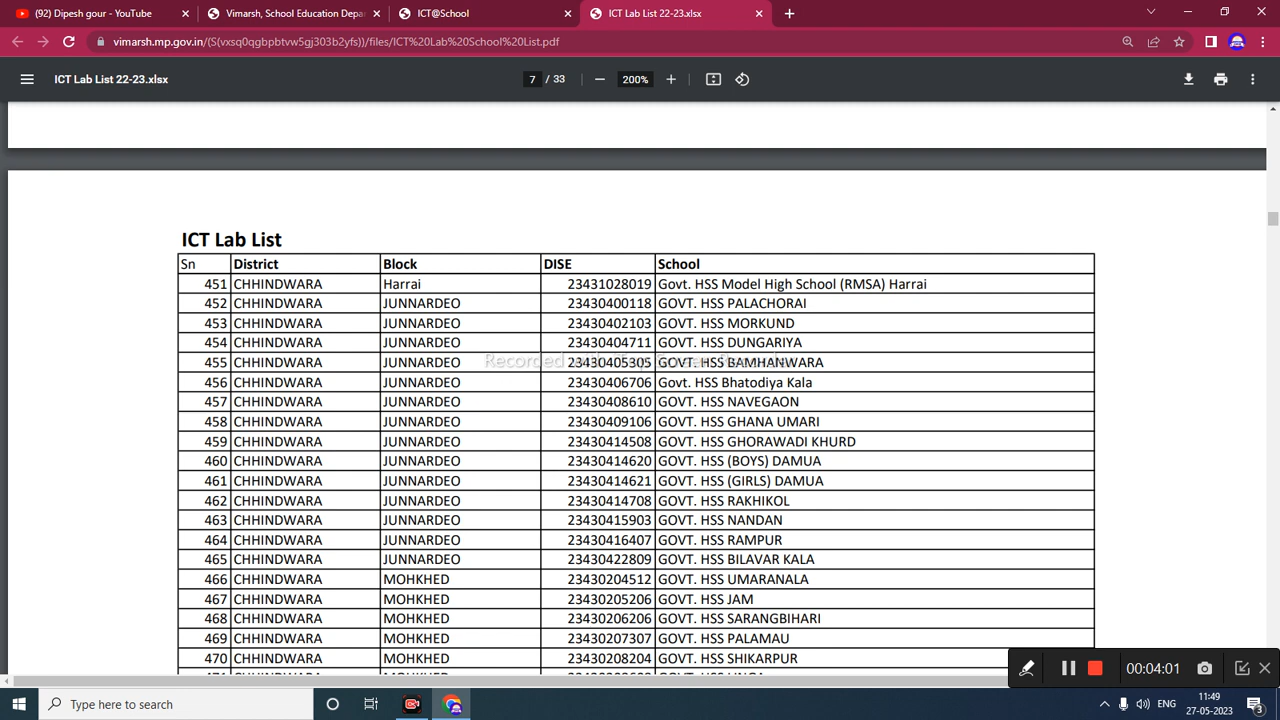 (92) Dipesh gour - YouTube
Vimarsh, School Education Depa
ICT@School
ICT Lab List 22-23.xlsx
vimarsh.mp.gov.in/(S(vxsq0qgbpbtvw5gj303b2yfs))/files/ICT%20Lab%20School%20List.pdf
ICT Lab List 22-23.xlsx 7 / 33 200%
ICT Lab List
Sn District Block DISE School
451 CHHINDWARA Harrai 23431028019 Govt. HSS Model High School (RMSA) Harrai
452 CHHINDWARA JUNNARDEO 23430400118 GOVT. HSS PALACHORAI
453 CHHINDWARA JUNNARDEO 23430402103 GOVT. HSS MORKUND
454 CHHINDWARA JUNNARDEO 23430404711 GOVT. HSS DUNGARIYA
455 CHHINDWARA JUNNARDEO 23430405305 GOVT. HSS BAMHANWARA
Recorded with
456 CHHINDWARA JUNNARDEO 23430406706 Govt. HSS Bhatodiya Kala
457 CHHINDWARA JUNNARDEO 23430408610 GOVT. HSS NAVEGAON
458 CHHINDWARA JUNNARDEO 23430409106 GOVT. HSS GHANA UMARI
459 CHHINDWARA JUNNARDEO 23430414508 GOVT. HSS GHORAWADI KHURD
460 CHHINDWARA JUNNARDEO 23430414620 GOVT. HSS (BOYS) DAMUA
461 CHHINDWARA JUNNARDEO 23430414621 GOVT. HSS (GIRLS) DAMUA
462 CHHINDWARA JUNNARDEO 23430414708 GOVT. HSS RAKHIKOL
463 CHHINDWARA JUNNARDEO 23430415903 GOVT. HSS NANDAN
464 CHHINDWARA JUNNARDEO 23430416407 GOVT. HSS RAMPUR
465 CHHINDWARA JUNNARDEO 23430422809 GOVT. HSS BILAVAR KALA
466 CHHINDWARA MOHKHED 23430204512 GOVT. HSS UMARANALA
467 CHHINDWARA MOHKHED 23430205206 GOVT. HSS JAM
468 CHHINDWARA MOHKHED 23430206206 GOVT. HSS SARANGBIHARI
469 CHHINDWARA MOHKHED 23430207307 GOVT. HSS PALAMAU
470 CHHINDWARA MOHKHED 23430208204 GOVT. HSS SHIKARPUR
00:04:01
Type here to search
ENG
11:49
27-05-2023
3